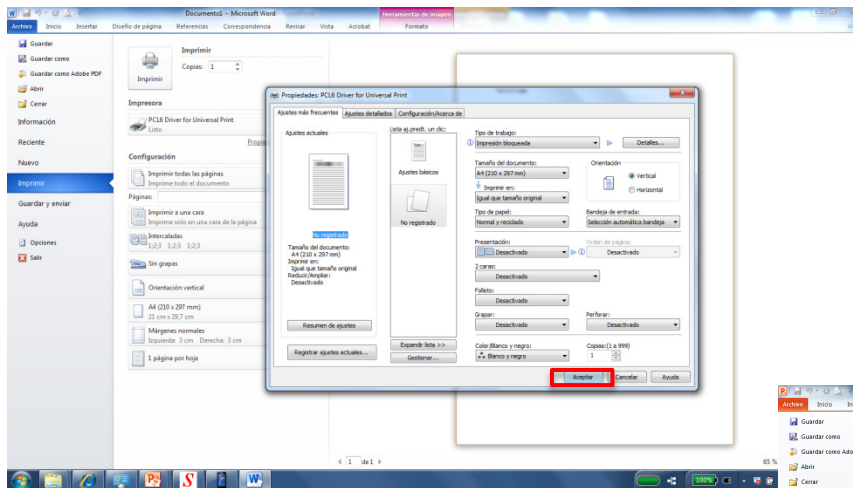 Documento1 - Microsoft Word
Herramientas de imagen
Archivo Inicio Insertar Diseño de página Referencias Correspondencia Revisar Vista Acrobat Formato
Guardar
Guardar como
Guardar como Adobe PDF
Abrir
Cerrar
Información
Reciente
Nuevo
Imprimir
Guardar y enviar
Ayuda
Opciones
Salir
Imprimir
Copias: 1
Imprimir
Impresora
PCL6 Driver for Universal Print
Listo
Propie
Configuración
Imprimir todas las páginas
Imprime todo el documento
Páginas:
Imprimir a una cara
Imprime solo en una cara de la página
Intercaladas
1;2;3 1;2;3 1;2;3
Sin grapas
Orientación vertical
A4 (210 x 297 mm)
21 cm x 29,7 cm
Márgenes normales
Izquierda: 3 cm Derecha: 3 cm
1 página por hoja
Propiedades: PCL6 Driver for Universal Print
Ajustes más frecuentes Ajustes detallados Configuración/Acerca de
Ajustes actuales
No registrado
Tamaño del documento:
A4 (210 x 297 mm)
Imprimir en:
Igual que tamaño original
Reducir/Ampliar:
Desactivado
Resumen de ajustes
Registrar ajustes actuales...
Lista aj.predt. un clic:
Ajustes básicos
No registrado
Expandir lista >>
Gestionar...
Tipo de trabajo:
Impresión bloqueada
Detalles...
Tamaño del documento:
A4 (210 x 297 mm)
Orientación
Vertical
Horizontal
Imprimir en:
Igual que tamaño original
Tipo de papel:
Normal y reciclado
Bandeja de entrada:
Selección automática bandeja
Presentación:
Desactivado
Orden de página:
Desactivado
2 caras:
Desactivado
Folleto:
Desactivado
Grapar:
Desactivado
Perforar:
Desactivado
Color/Blanco y negro:
Blanco y negro
Copias:(1 a 999)
1
Aceptar Cancelar Ayuda
1 de 1
65 %
100%
Archivo Inicio In
Guardar
Guardar como
Guardar como Ado
Abrir
Cerrar